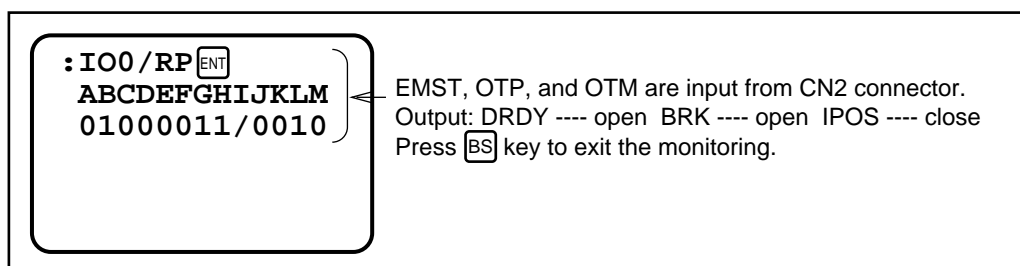 :IO0/RP ENT
ABCDEFGHIJKLM
01000011/0010
EMST, OTP, and OTM are input from CN2 connector.
Output: DRDY ---- open BRK ---- open IPOS ---- close
Press BS key to exit the monitoring.